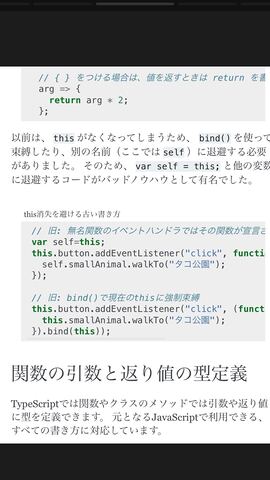 // { } をつける場合は、値を返すときは return を書
arg => {
return arg * 2;
};
以前は、 this がなくなってしまうため、 bind() を使って
束縛したり、別の名前（ここでは self ）に退避する必要
がありました。 そのため、 var self = this; と他の変数
に退避するコードがバッドノウハウとして有名でした。
this消失を避ける古い書き方
// 旧: 無名関数のイベントハンドラではその関数が宣言さ
var self=this;
this.button.addEventListener("click", functi
self.smallAnimal.walkTo("タコ公園");
});
// 旧: bind()で現在のthisに強制束縛
this.button.addEventListener("click", (funct
this.smallAnimal.walkTo("タコ公園");
}).bind(this));
関数の引数と返り値の型定義
TypeScriptでは関数やクラスのメソッドでは引数や返り値
に型を定義できます。 元となるJavaScriptで利用できる、
すべての書き方に対応しています。